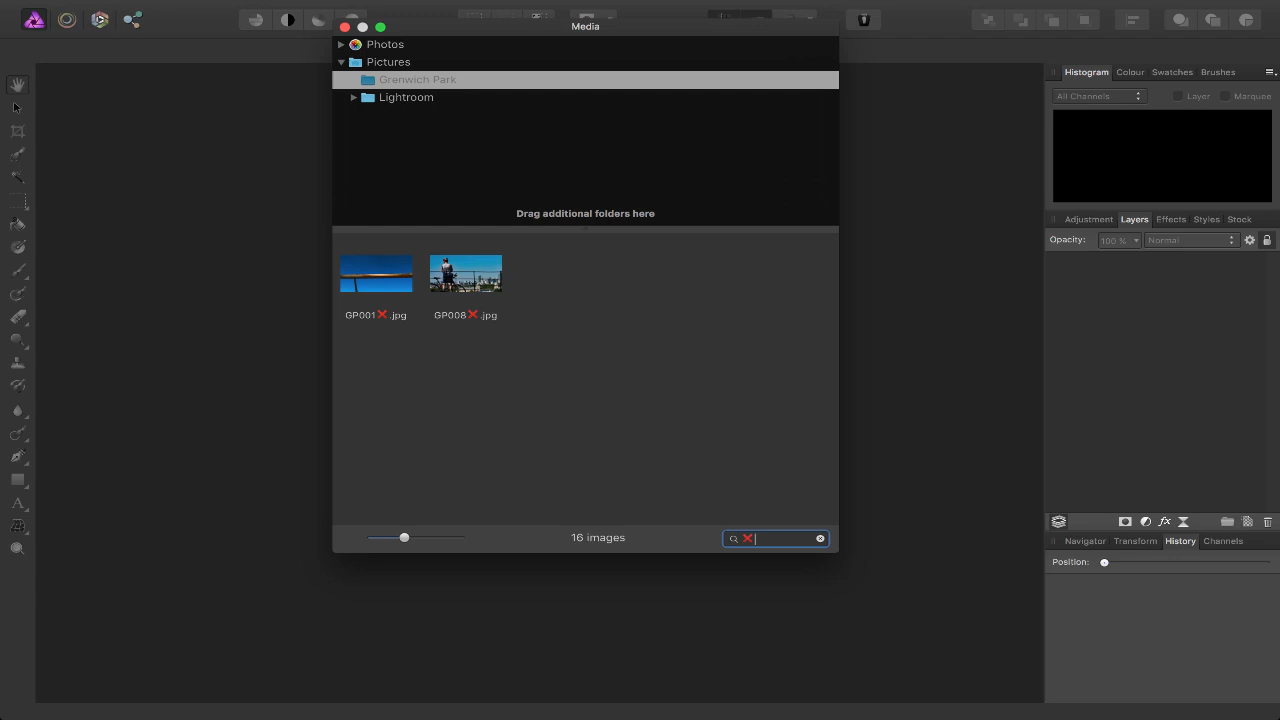 Media
Photos
Pictures
Grenwich Park
Lightroom
Drag additional folders here
GP001❌.jpg GP008❌.jpg
16 images
❌
Histogram Colour Swatches Brushes
All Channels Layer Marquee
Adjustment Layers Effects Styles Stock
Opacity: 100 % Normal
fx
Navigator Transform History Channels
Position:
A